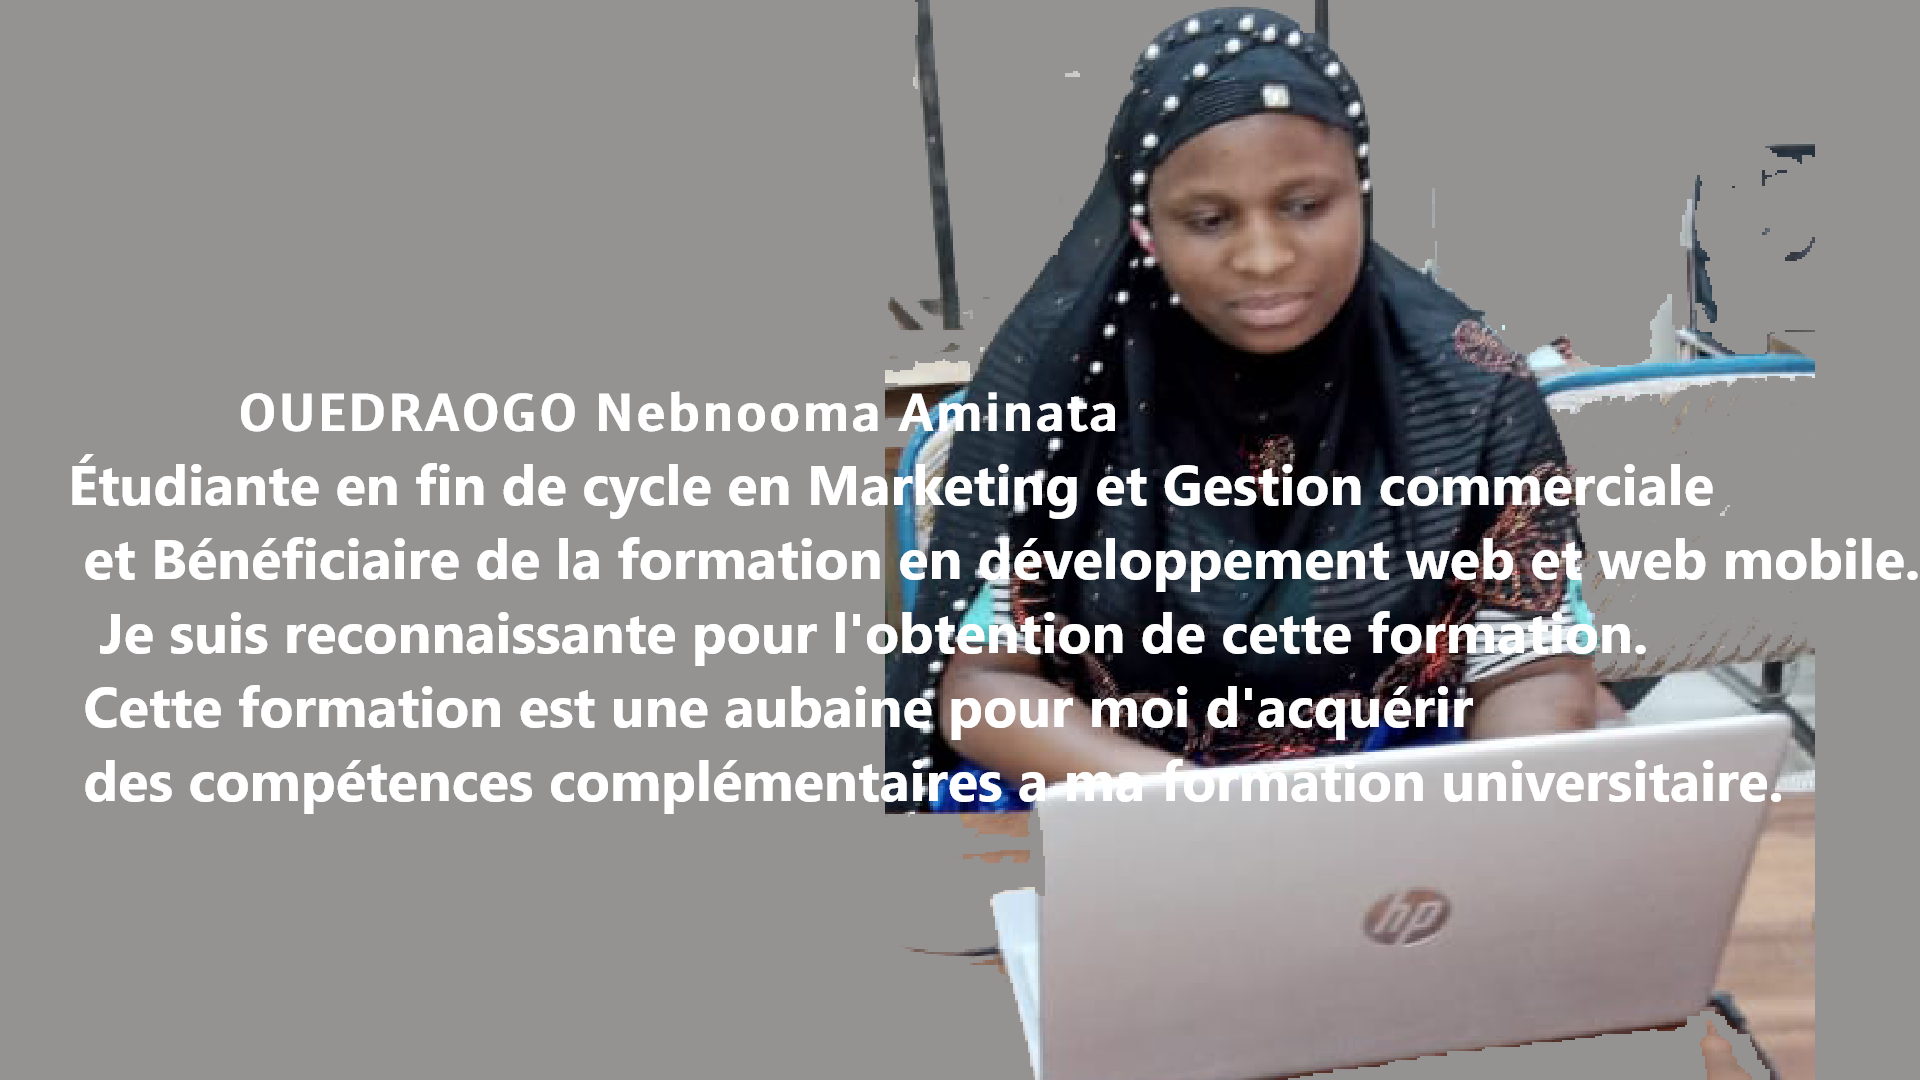 OUEDRAOGO Nebnooma Aminata
Étudiante en fin de cycle en Marketing et Gestion commerciale
et Bénéficiaire de la formation en développement web et web mobile.
Je suis reconnaissante pour l'obtention de cette formation.
Cette formation est une aubaine pour moi d'acquérir
des compétences complémentaires a ma formation universitaire.
hp